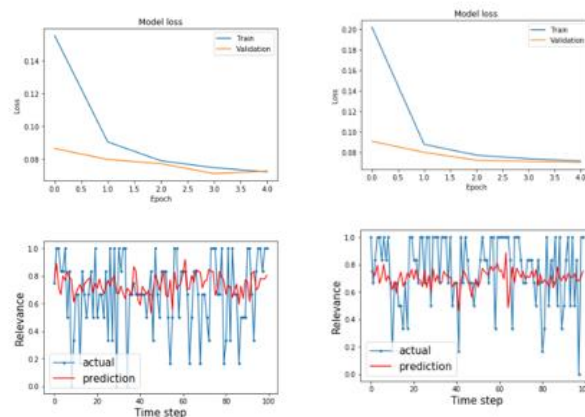 Model loss
Train
Validation
0.14
0.12
0.10
0.08
Loss
0.0 0.5 1.0 1.5 2.0 2.5 3.0 3.5 4.0
Epoch
Model loss
Train
Validation
0.20
0.18
0.16
0.14
0.12
0.10
0.08
Loss
0.0 0.5 1.0 1.5 2.0 2.5 3.0 3.5 4.0
Epoch
1.0
0.8
0.6
0.4
0.2
0.0
Relevance
actual
prediction
0 20 40 60 80 100
Time step
1.0
0.8
0.6
0.4
0.2
0.0
Relevance
actual
prediction
0 20 40 60 80 100
Time step